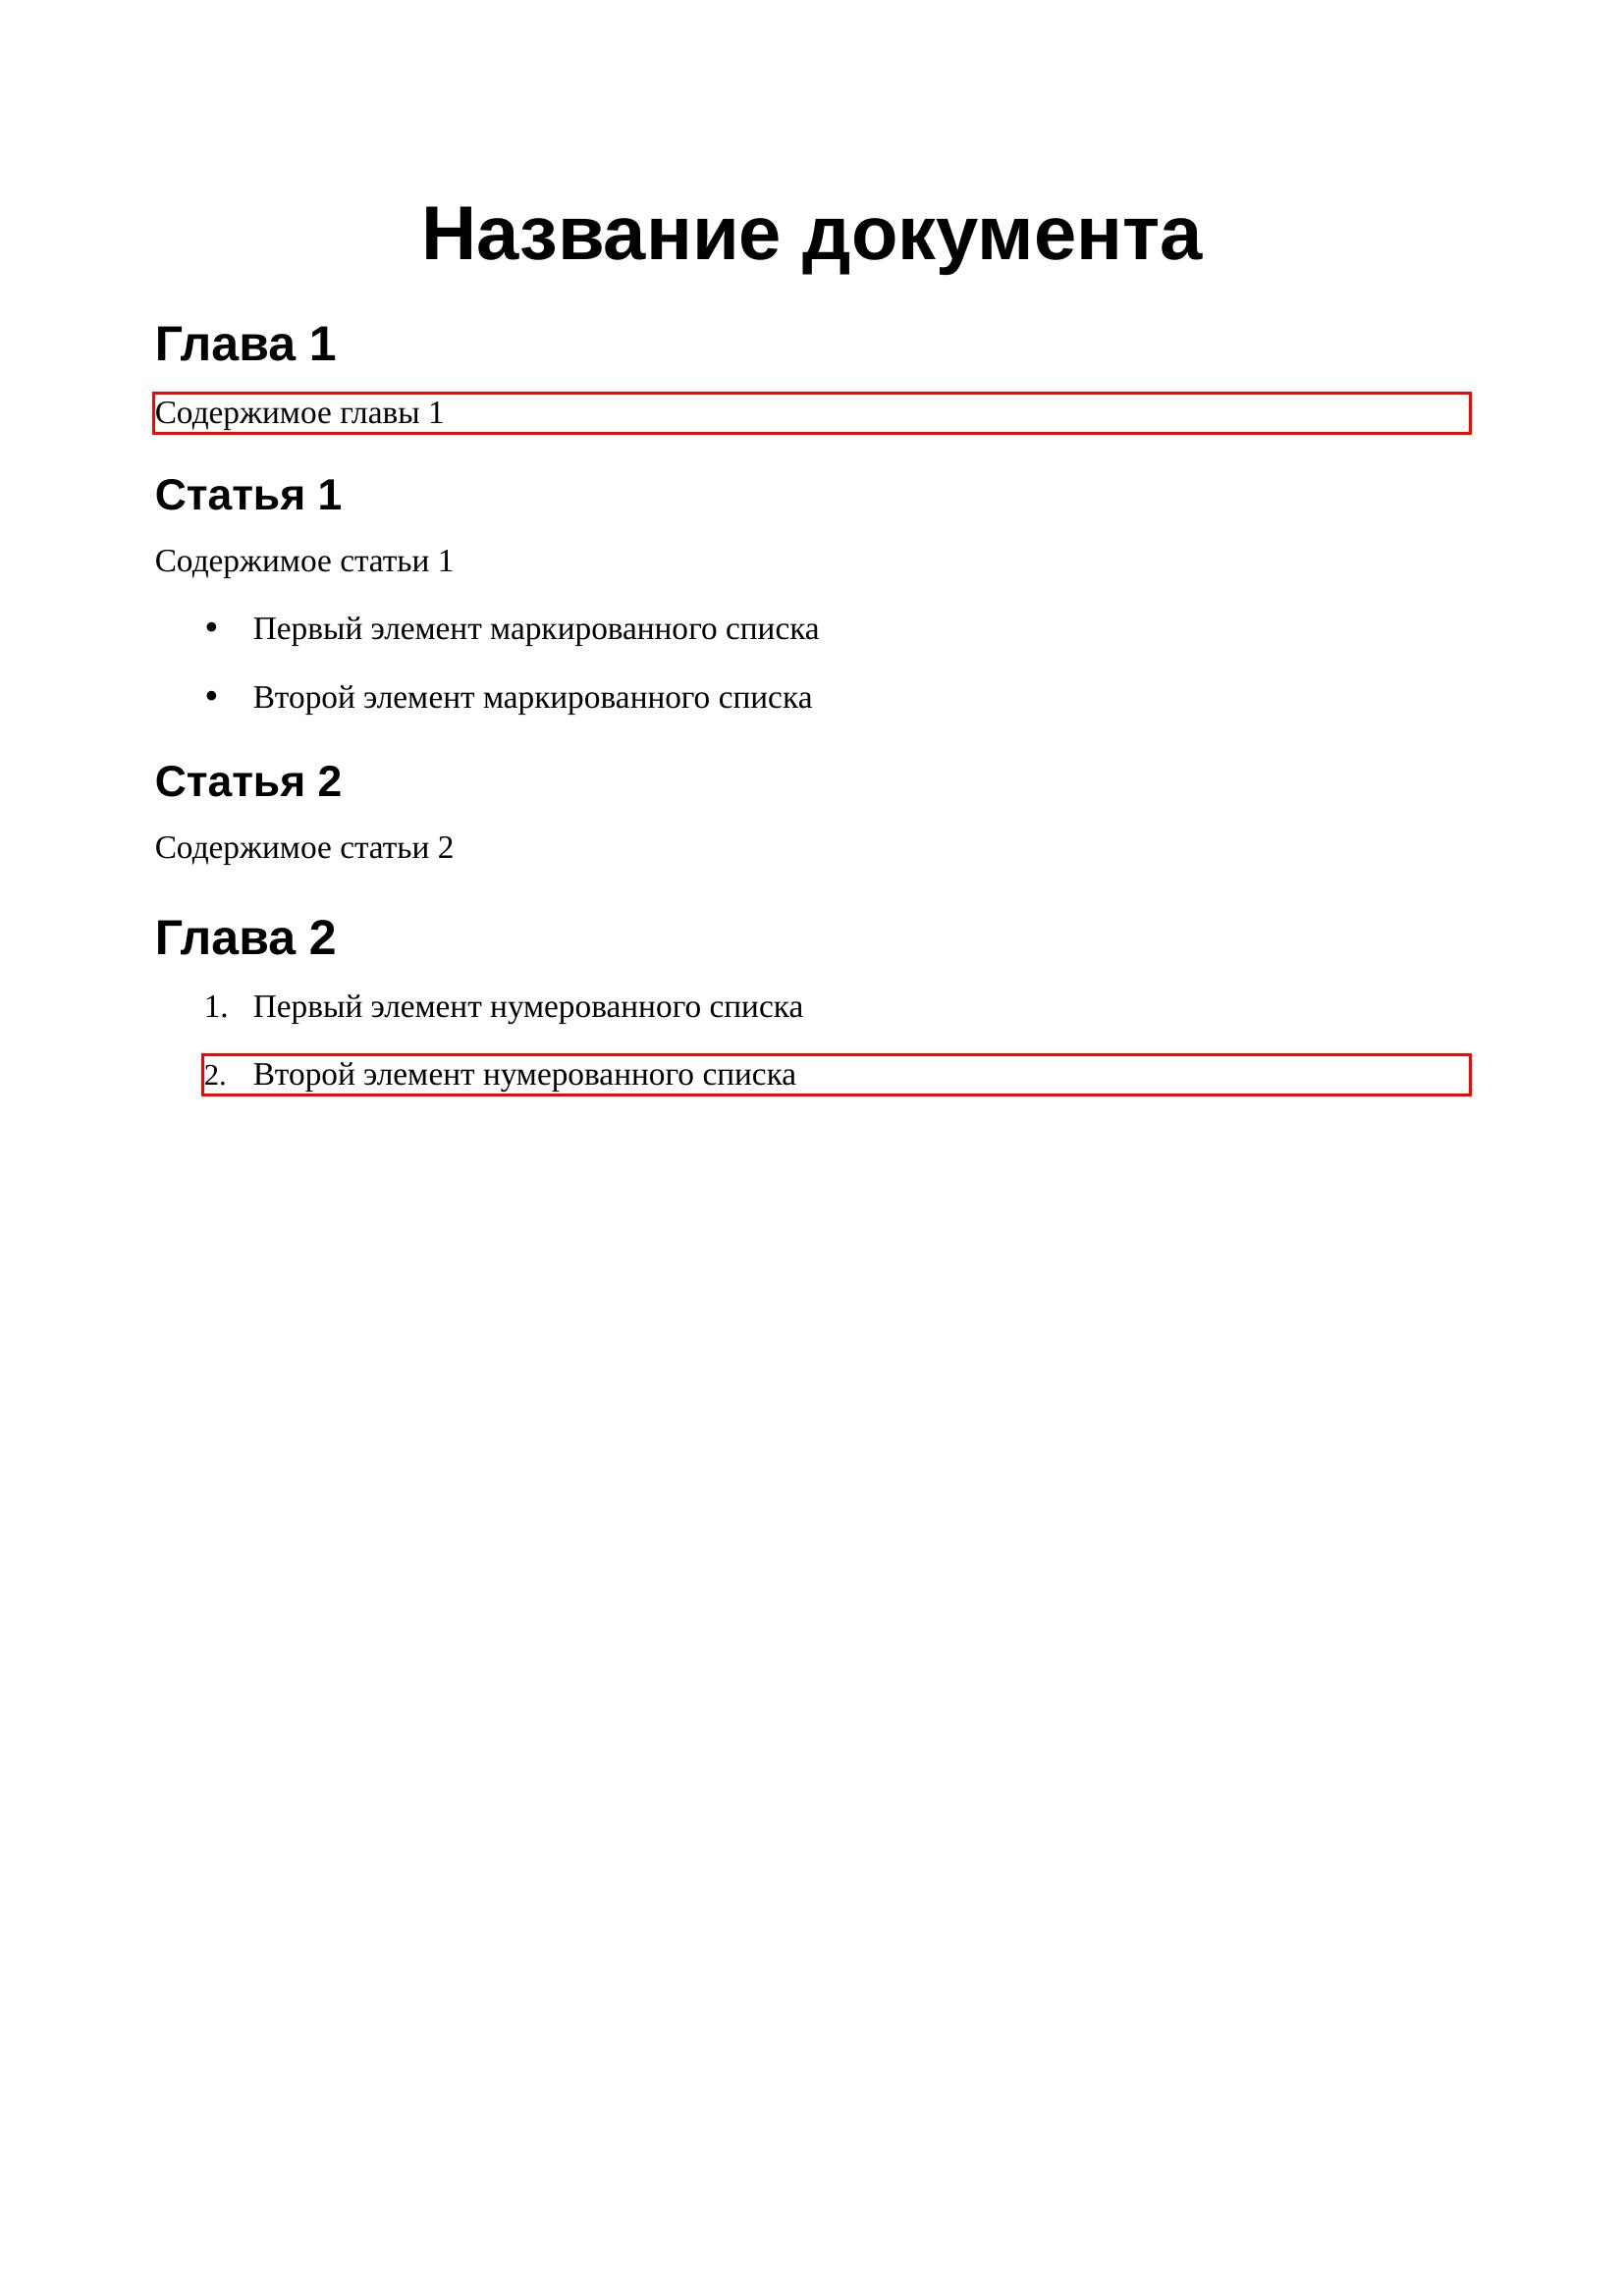 Название документа
Глава 1
Содержимое главы 1
Статья 1
Содержимое статьи 1
• Первый элемент маркированного списка
• Второй элемент маркированного списка
Статья 2
Содержимое статьи 2
Глава 2
1. Первый элемент нумерованного списка
2. Второй элемент нумерованного списка